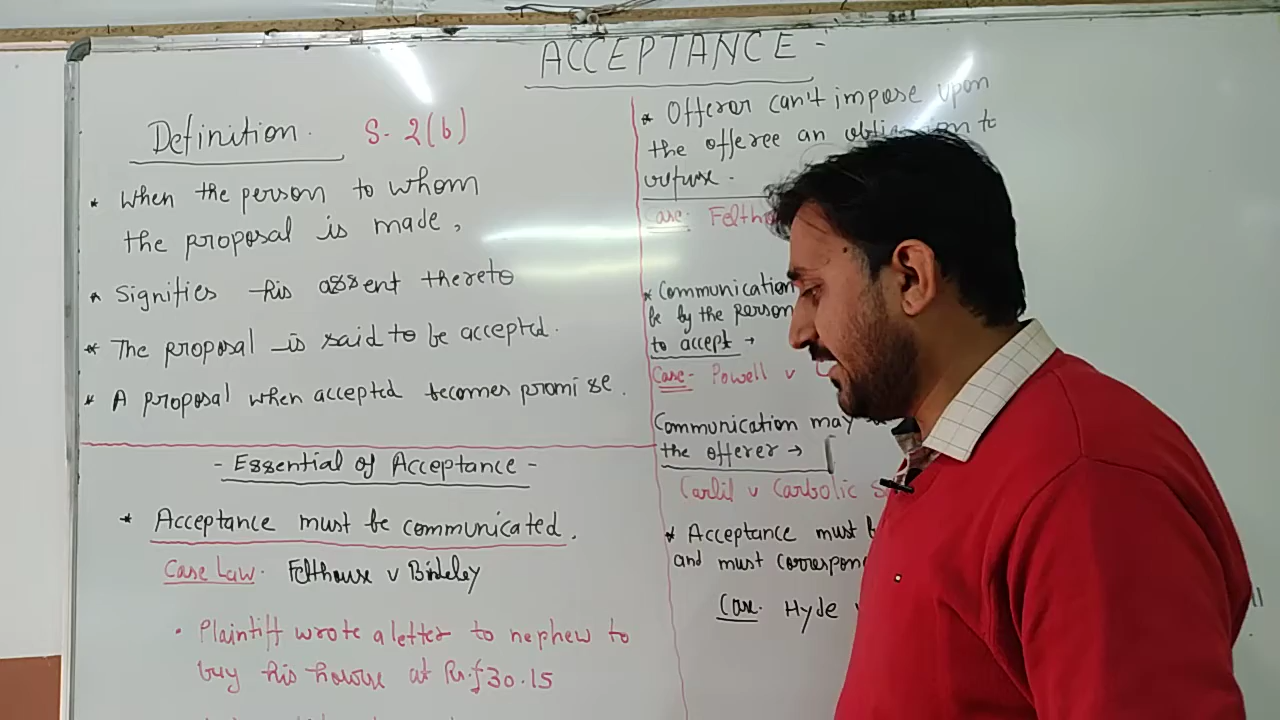 ACCEPTANCE -
Definition. S. 2(b)
* When the person to whom
the proposal is made,
* Signifies his assent thereto
* The proposal is said to be accepted.
* A proposal when accepted becomes promise.
- Essential of Acceptance -
* Acceptance must be communicated.
Case Law. Felthouse v Bindley
• Plaintiff wrote a letter to nephew to
buy his house at Rs.£30.15
* Offeror can't impose upon
the offeree an obligation to
refuse.
Case:
* Communication
be by the person
to accept →
Case- Powell v
Communication may
the offerer →
Carlil v Carbolic
* Acceptance must
and must
Case. Hyde